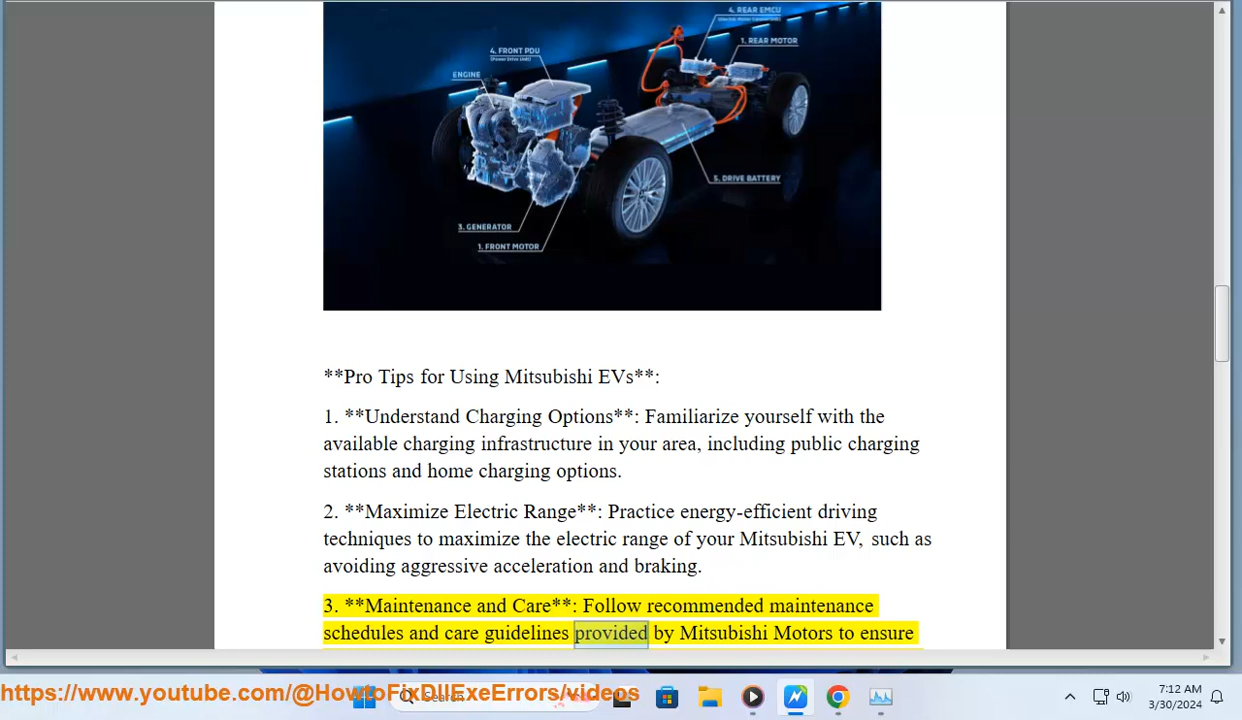 4. REAR EMCU
1. REAR MOTOR
4. FRONT PDU
ENGINE
5. DRIVE BATTERY
3. GENERATOR
1. FRONT MOTOR
**Pro Tips for Using Mitsubishi EVs**:
1. **Understand Charging Options**: Familiarize yourself with the
available charging infrastructure in your area, including public charging
stations and home charging options.
2. **Maximize Electric Range**: Practice energy-efficient driving
techniques to maximize the electric range of your Mitsubishi EV, such as
avoiding aggressive acceleration and braking.
3. **Maintenance and Care**: Follow recommended maintenance
schedules and care guidelines provided by Mitsubishi Motors to ensure
https://www.youtube.com/@HowtoFixDllExeErrors/videos
Search
7:12 AM
3/30/2024